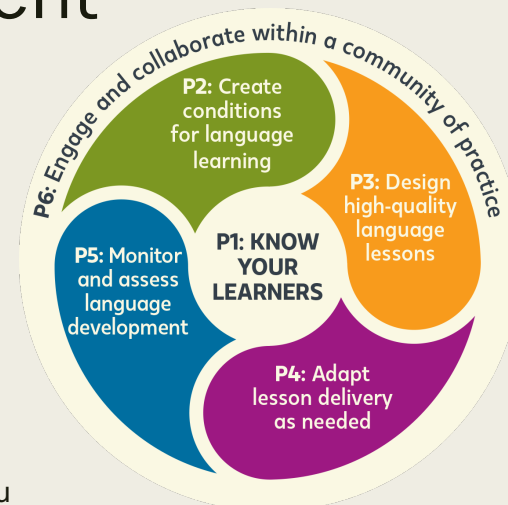 P6: Engage and collaborate within a community of practice
P2: Create
conditions
for language
learning
P3: Design
high-quality
language
lessons
P1: KNOW
YOUR
LEARNERS
P5: Monitor
and assess
language
development
P4: Adapt
lesson delivery
as needed